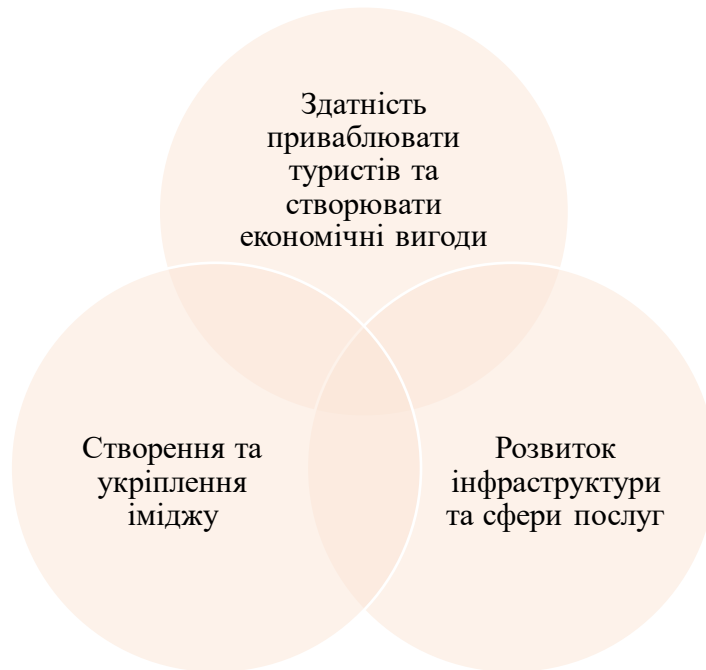 Здатність
приваблювати
туристів та
створювати
економічні вигоди
Створення та
укріплення
іміджу
Розвиток
інфраструктури
та сфери послуг